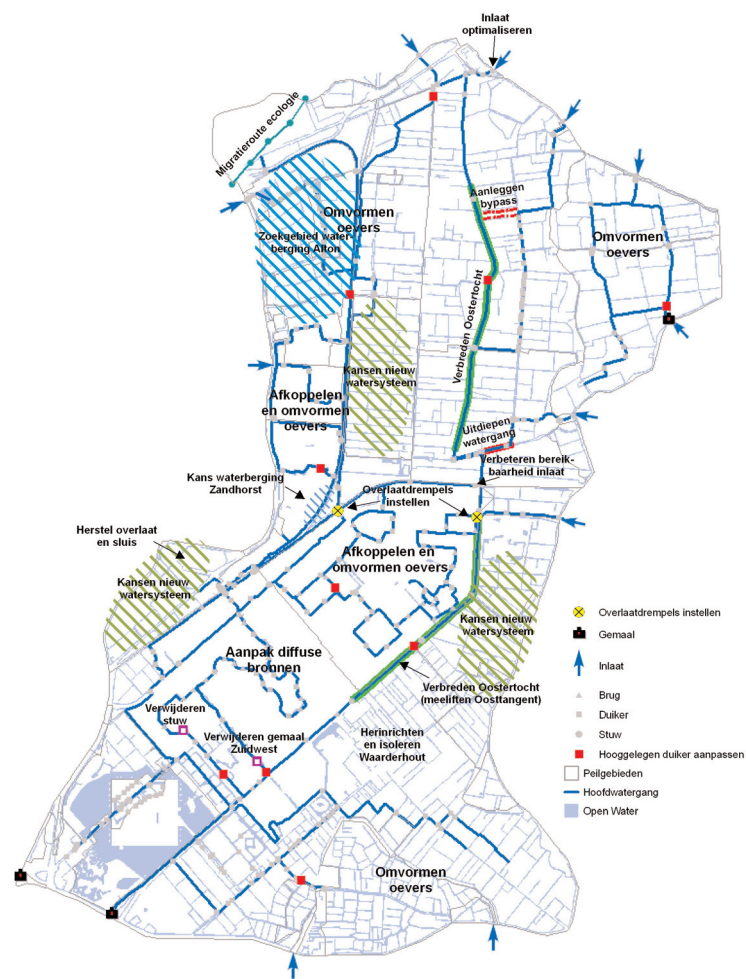 Inlaat
optimaliseren
Migratieroute ecologie
Aanleggen
bypass
Omvormen
oevers
Zoekgebied water
berging Alton
Omvormen
oevers
Verbreden Oostertocht
Kansen nieuw
watersysteem
Afkoppelen
en omvormen
oevers
Uitdiepen
watergang
Verbeteren bereik-
baarheid inlaat
Kans waterberging
Zandhorst
Overlaatdrempels
instellen
Herstel overlaat
en sluis
Afkoppelen en
omvormen oevers
Kansen nieuw
watersysteem
Kansen nieuw
watersysteem
Aanpak diffuse
bronnen
Verbreden Oostertocht
(meeliften Oosttangent)
Verwijderen
stuw
Verwijderen gemaal
Zuidwest
Herinrichten
en isoleren
Waarderhout
Omvormen
oevers
Overlaatdrempels instellen
Gemaal
Inlaat
Brug
Duiker
Stuw
Hooggelegen duiker aanpassen
Peilgebieden
Hoofdwatergang
Open Water